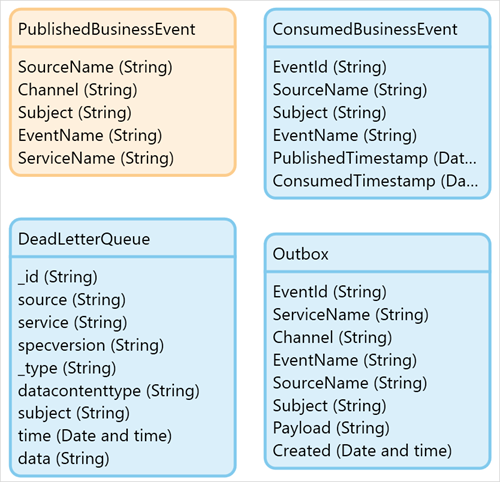 PublishedBusinessEvent
SourceName (String)
Channel (String)
Subject (String)
EventName (String)
ServiceName (String)
ConsumedBusinessEvent
EventId (String)
SourceName (String)
Subject (String)
EventName (String)
PublishedTimestamp (Dat...
ConsumedTimestamp (Da...
DeadLetterQueue
_id (String)
source (String)
service (String)
specversion (String)
_type (String)
datacontenttype (String)
subject (String)
time (Date and time)
data (String)
Outbox
EventId (String)
ServiceName (String)
Channel (String)
EventName (String)
SourceName (String)
Subject (String)
Payload (String)
Created (Date and time)